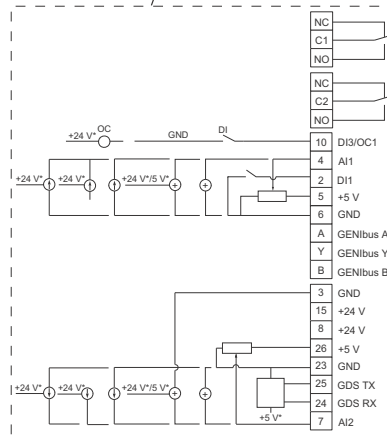 NC
C1
NO
NC
C2
NO
+24 V* OC GND DI 10 DI3/OC1
4 AI1
+24 V* +24 V* +24 V* +24 V*/5 V* 2 DI1
5 +5 V
6 GND
A GENIbus A
Y GENIbus Y
B GENIbus B
3 GND
15 +24 V
8 +24 V
26 +5 V
23 GND
+24 V* +24 V* +24 V*/5 V* 25 GDS TX
24 GDS RX
+5 V* 7 AI2